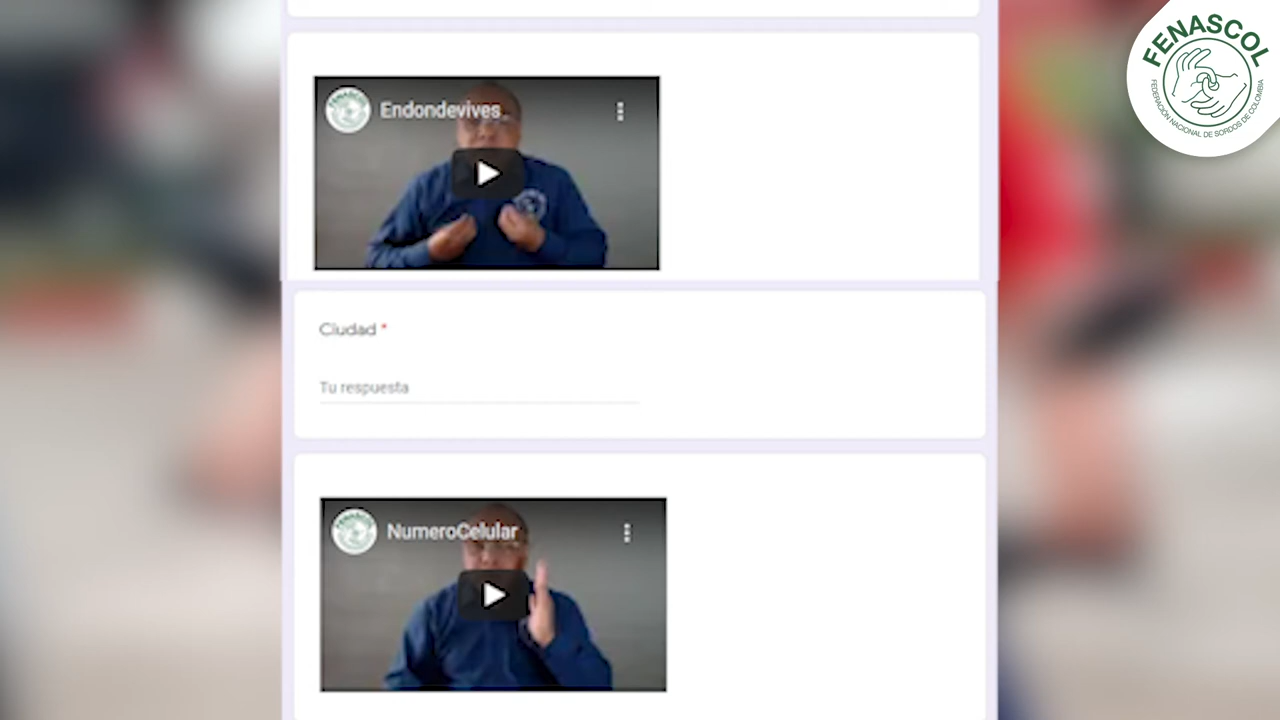 FENASCOL
FEDERACIÓN NACIONAL DE SORDOS DE COLOMBIA
Endondevives
Ciudad *
Tu respuesta
NumeroCelular